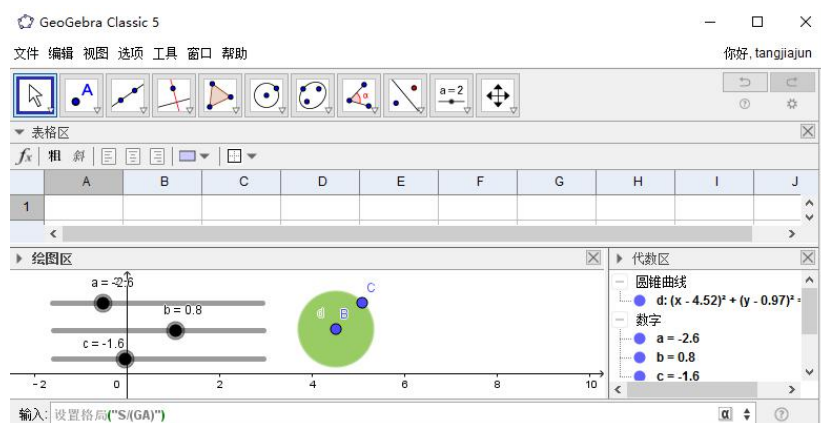 GeoGebra Classic 5
文件 编辑 视图 选项 工具 窗口 帮助 你好, tangjiajun
A α a = 2
表格区
fx 粗 斜
A B C D E F G H I J
1
绘图区 代数区
圆锥曲线
d: (x - 4.52)² + (y - 0.97)² =
数字
a = -2.6
b = 0.8
c = -1.6
a = -2.6
b = 0.8
c = -1.6
C
d B
-2 0 2 4 6 8 10
2
输入: 设置格局("S/(GA)") α